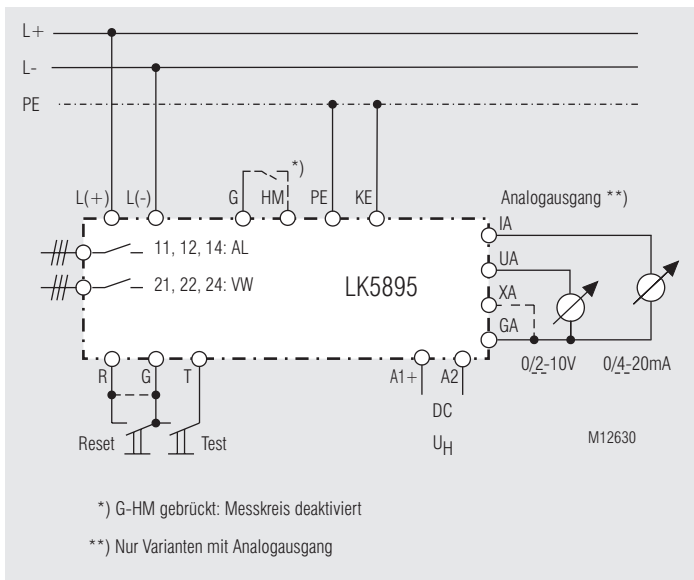 L+
L-
PE
*)
L(+) L(-) G HM PE KE Analogausgang **)
IA
11, 12, 14: AL
UA
21, 22, 24: VW
LK5895
XA
GA
R G T A1+ A2 0/2-10V 0/4-20mA
DC
Reset Test UH M12630
*) G-HM gebrückt: Messkreis deaktiviert
**) Nur Varianten mit Analogausgang